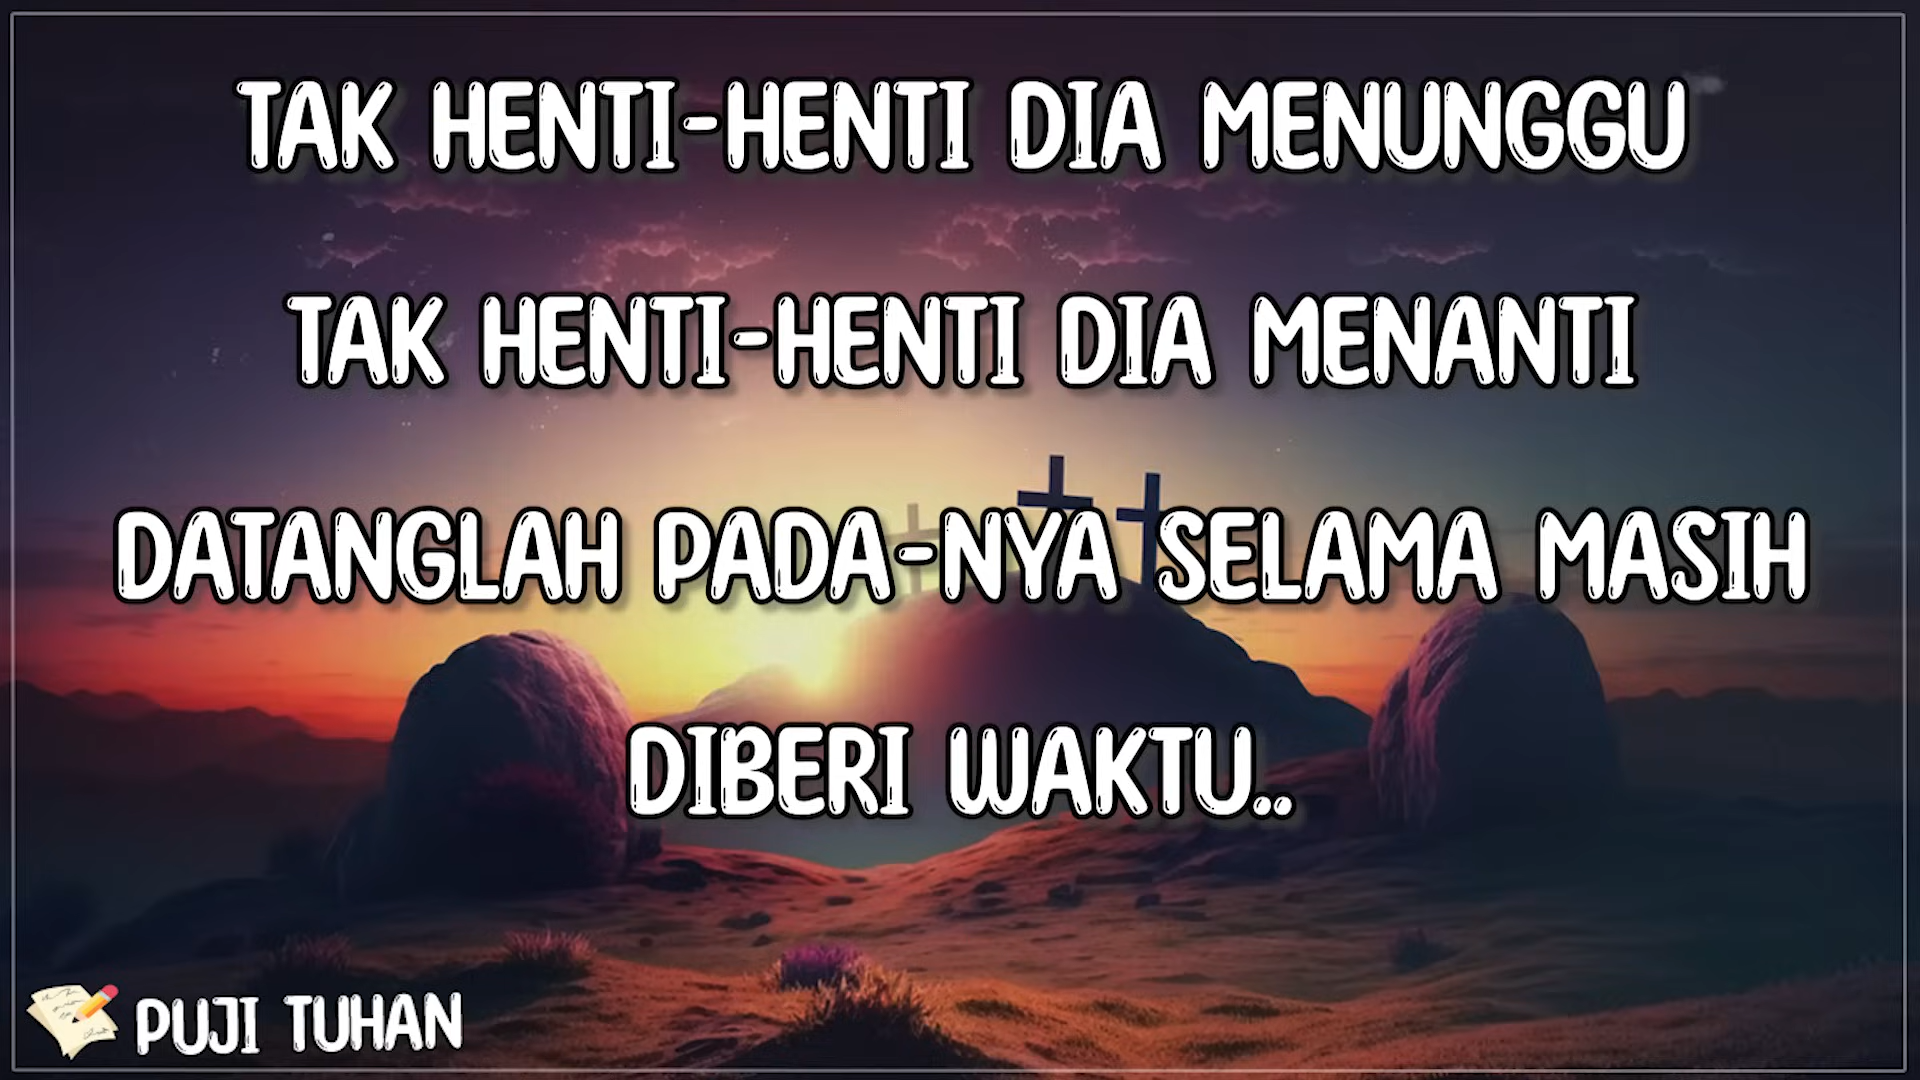 TAK HENTI-HENTI DIA MENUNGGU
TAK HENTI-HENTI DIA MENANTI
DATANGLAH PADA-NYA SELAMA MASIH
DIBERI WAKTU..
PUJI TUHAN